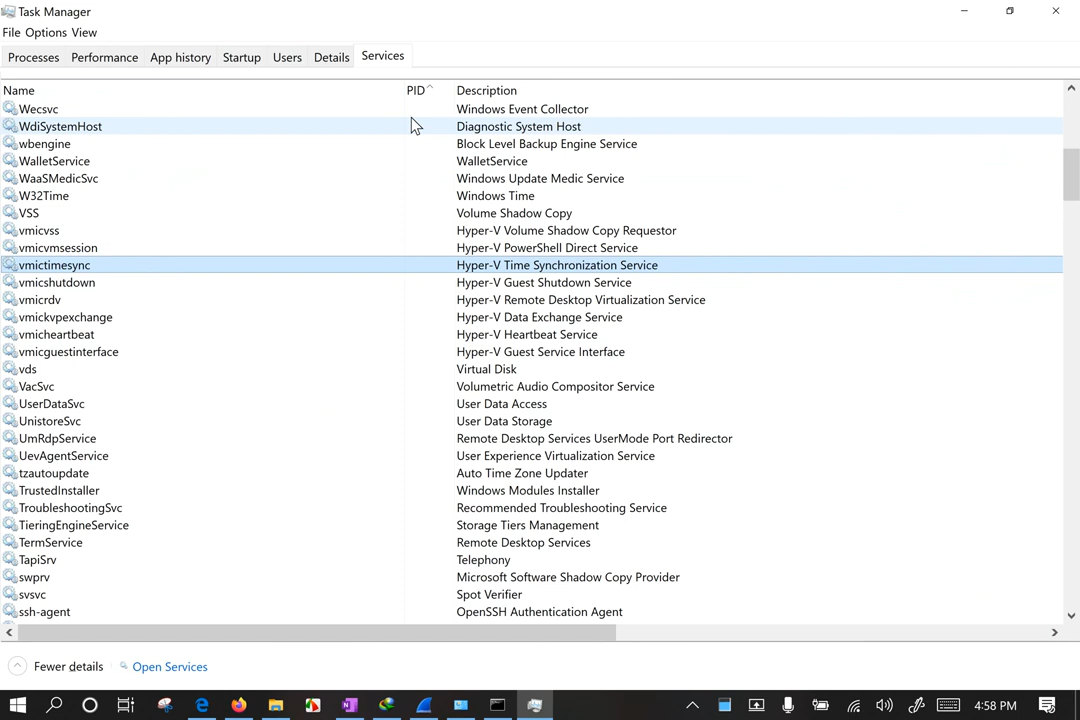 Task Manager
File Options View
Processes Performance App history Startup Users Details Services
Name PID Description
Wecsvc Windows Event Collector
WdiSystemHost Diagnostic System Host
wbengine Block Level Backup Engine Service
WalletService WalletService
WaaSMedicSvc Windows Update Medic Service
W32Time Windows Time
VSS Volume Shadow Copy
vmicvss Hyper-V Volume Shadow Copy Requestor
vmicvmsession Hyper-V PowerShell Direct Service
vmictimesync Hyper-V Time Synchronization Service
vmicshutdown Hyper-V Guest Shutdown Service
vmicrdv Hyper-V Remote Desktop Virtualization Service
vmickvpexchange Hyper-V Data Exchange Service
vmicheartbeat Hyper-V Heartbeat Service
vmicguestinterface Hyper-V Guest Service Interface
vds Virtual Disk
VacSvc Volumetric Audio Compositor Service
UserDataSvc User Data Access
UnistoreSvc User Data Storage
UmRdpService Remote Desktop Services UserMode Port Redirector
UevAgentService User Experience Virtualization Service
tzautoupdate Auto Time Zone Updater
TrustedInstaller Windows Modules Installer
TroubleshootingSvc Recommended Troubleshooting Service
TieringEngineService Storage Tiers Management
TermService Remote Desktop Services
TapiSrv Telephony
swprv Microsoft Software Shadow Copy Provider
svsvc Spot Verifier
ssh-agent OpenSSH Authentication Agent
Fewer details Open Services
4:58 PM